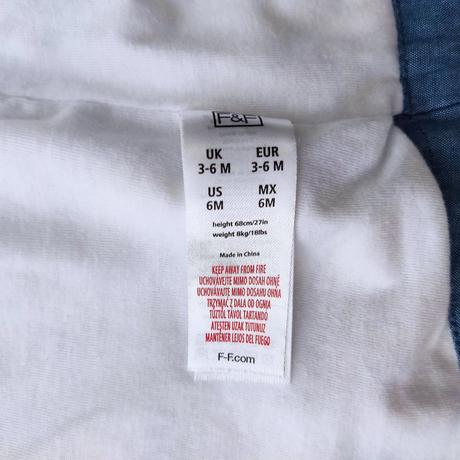 F&F
UK EUR
3-6 M 3-6 M
US MX
6M 6M
height 68cm/27in
weight 8kg/18lbs
Made in China
KEEP AWAY FROM FIRE
UCHOVÁVEJTE MIMO DOSAH OHNĚ
UCHOVÁVAJTE MIMO DOSAHU OHŇA
TRZYMAĆ Z DALA OD OGNIA
TŰZTŐL TÁVOL TARTANDÓ
ATEŞTEN UZAK TUTUNUZ
MANTENER LEJOS DEL FUEGO
F-F.com